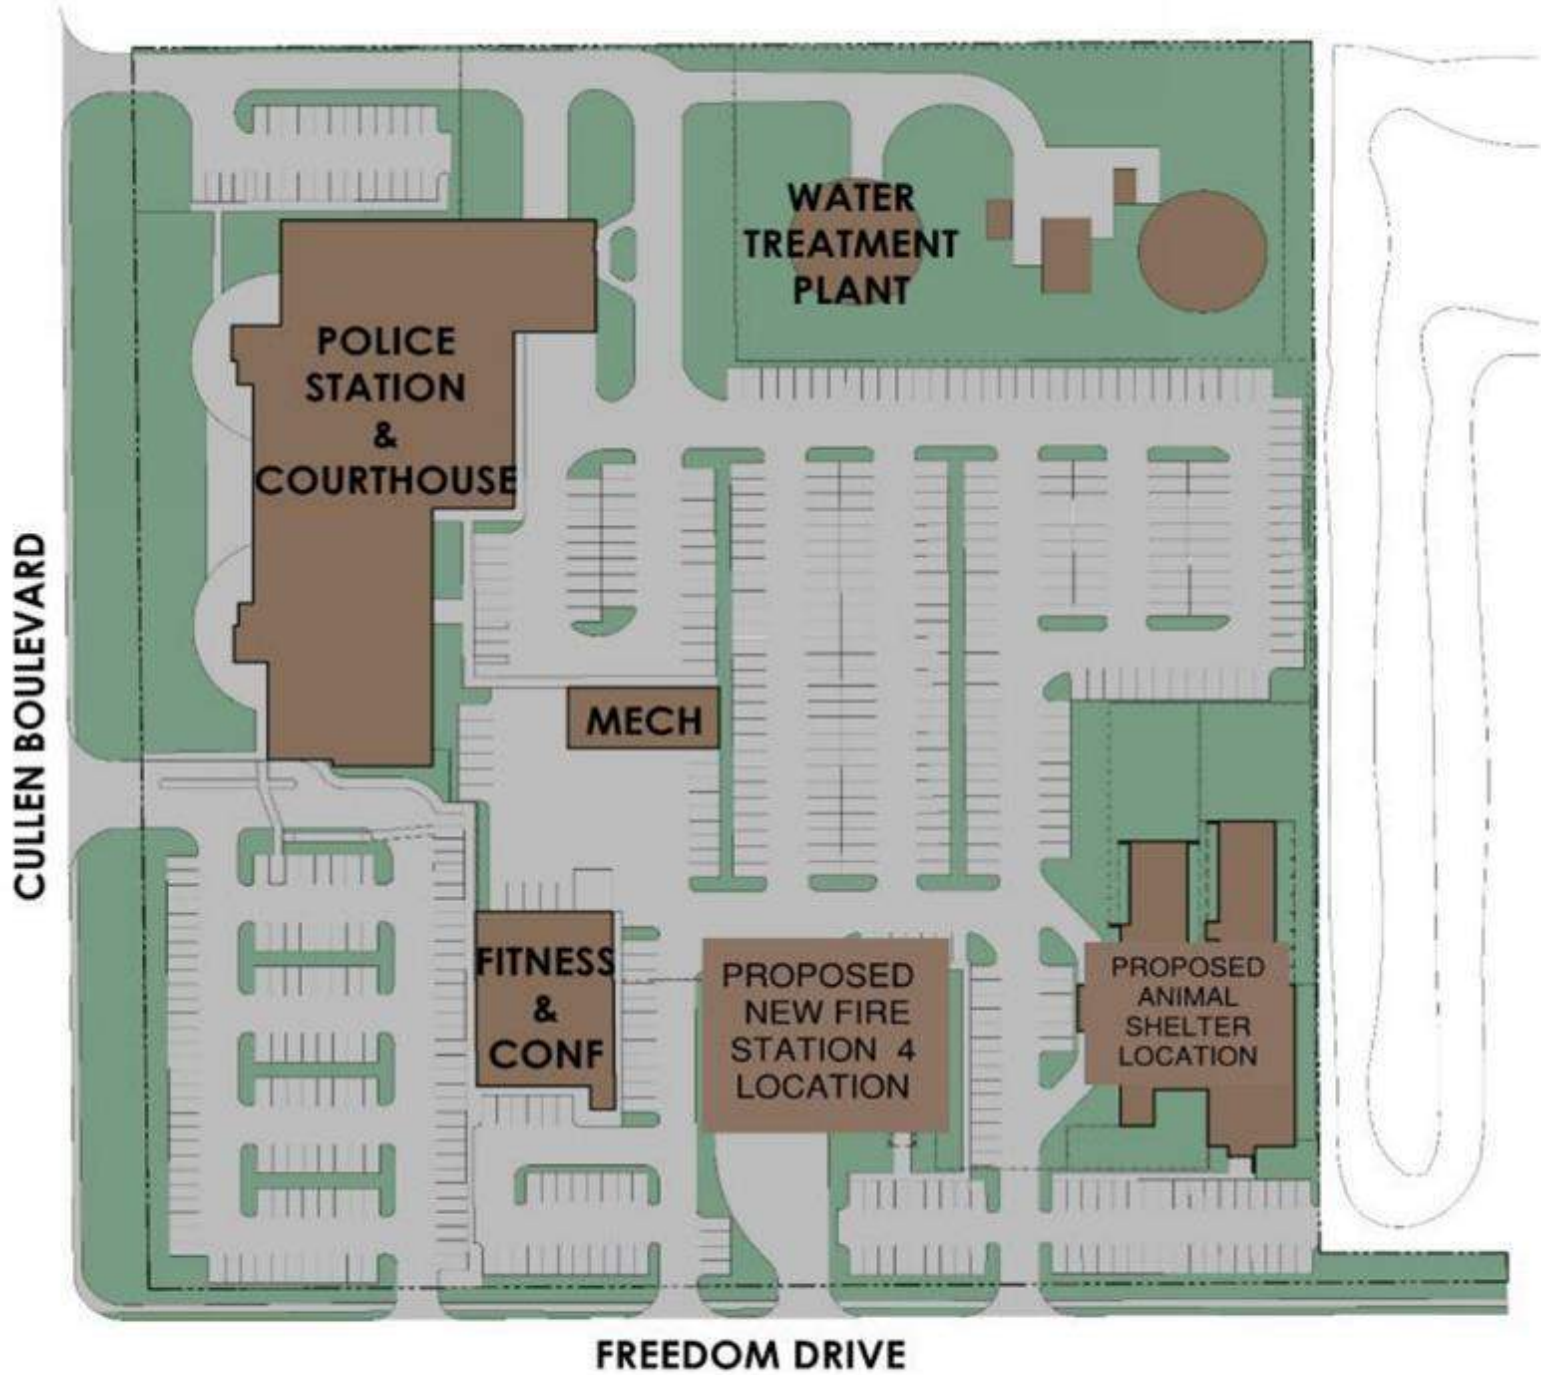 WATER
TREATMENT
PLANT
POLICE
STATION
&
COURTHOUSE
CULLEN BOULEVARD
MECH
FITNESS
&
CONF
PROPOSED
NEW FIRE
STATION 4
LOCATION
PROPOSED
ANIMAL
SHELTER
LOCATION
FREEDOM DRIVE